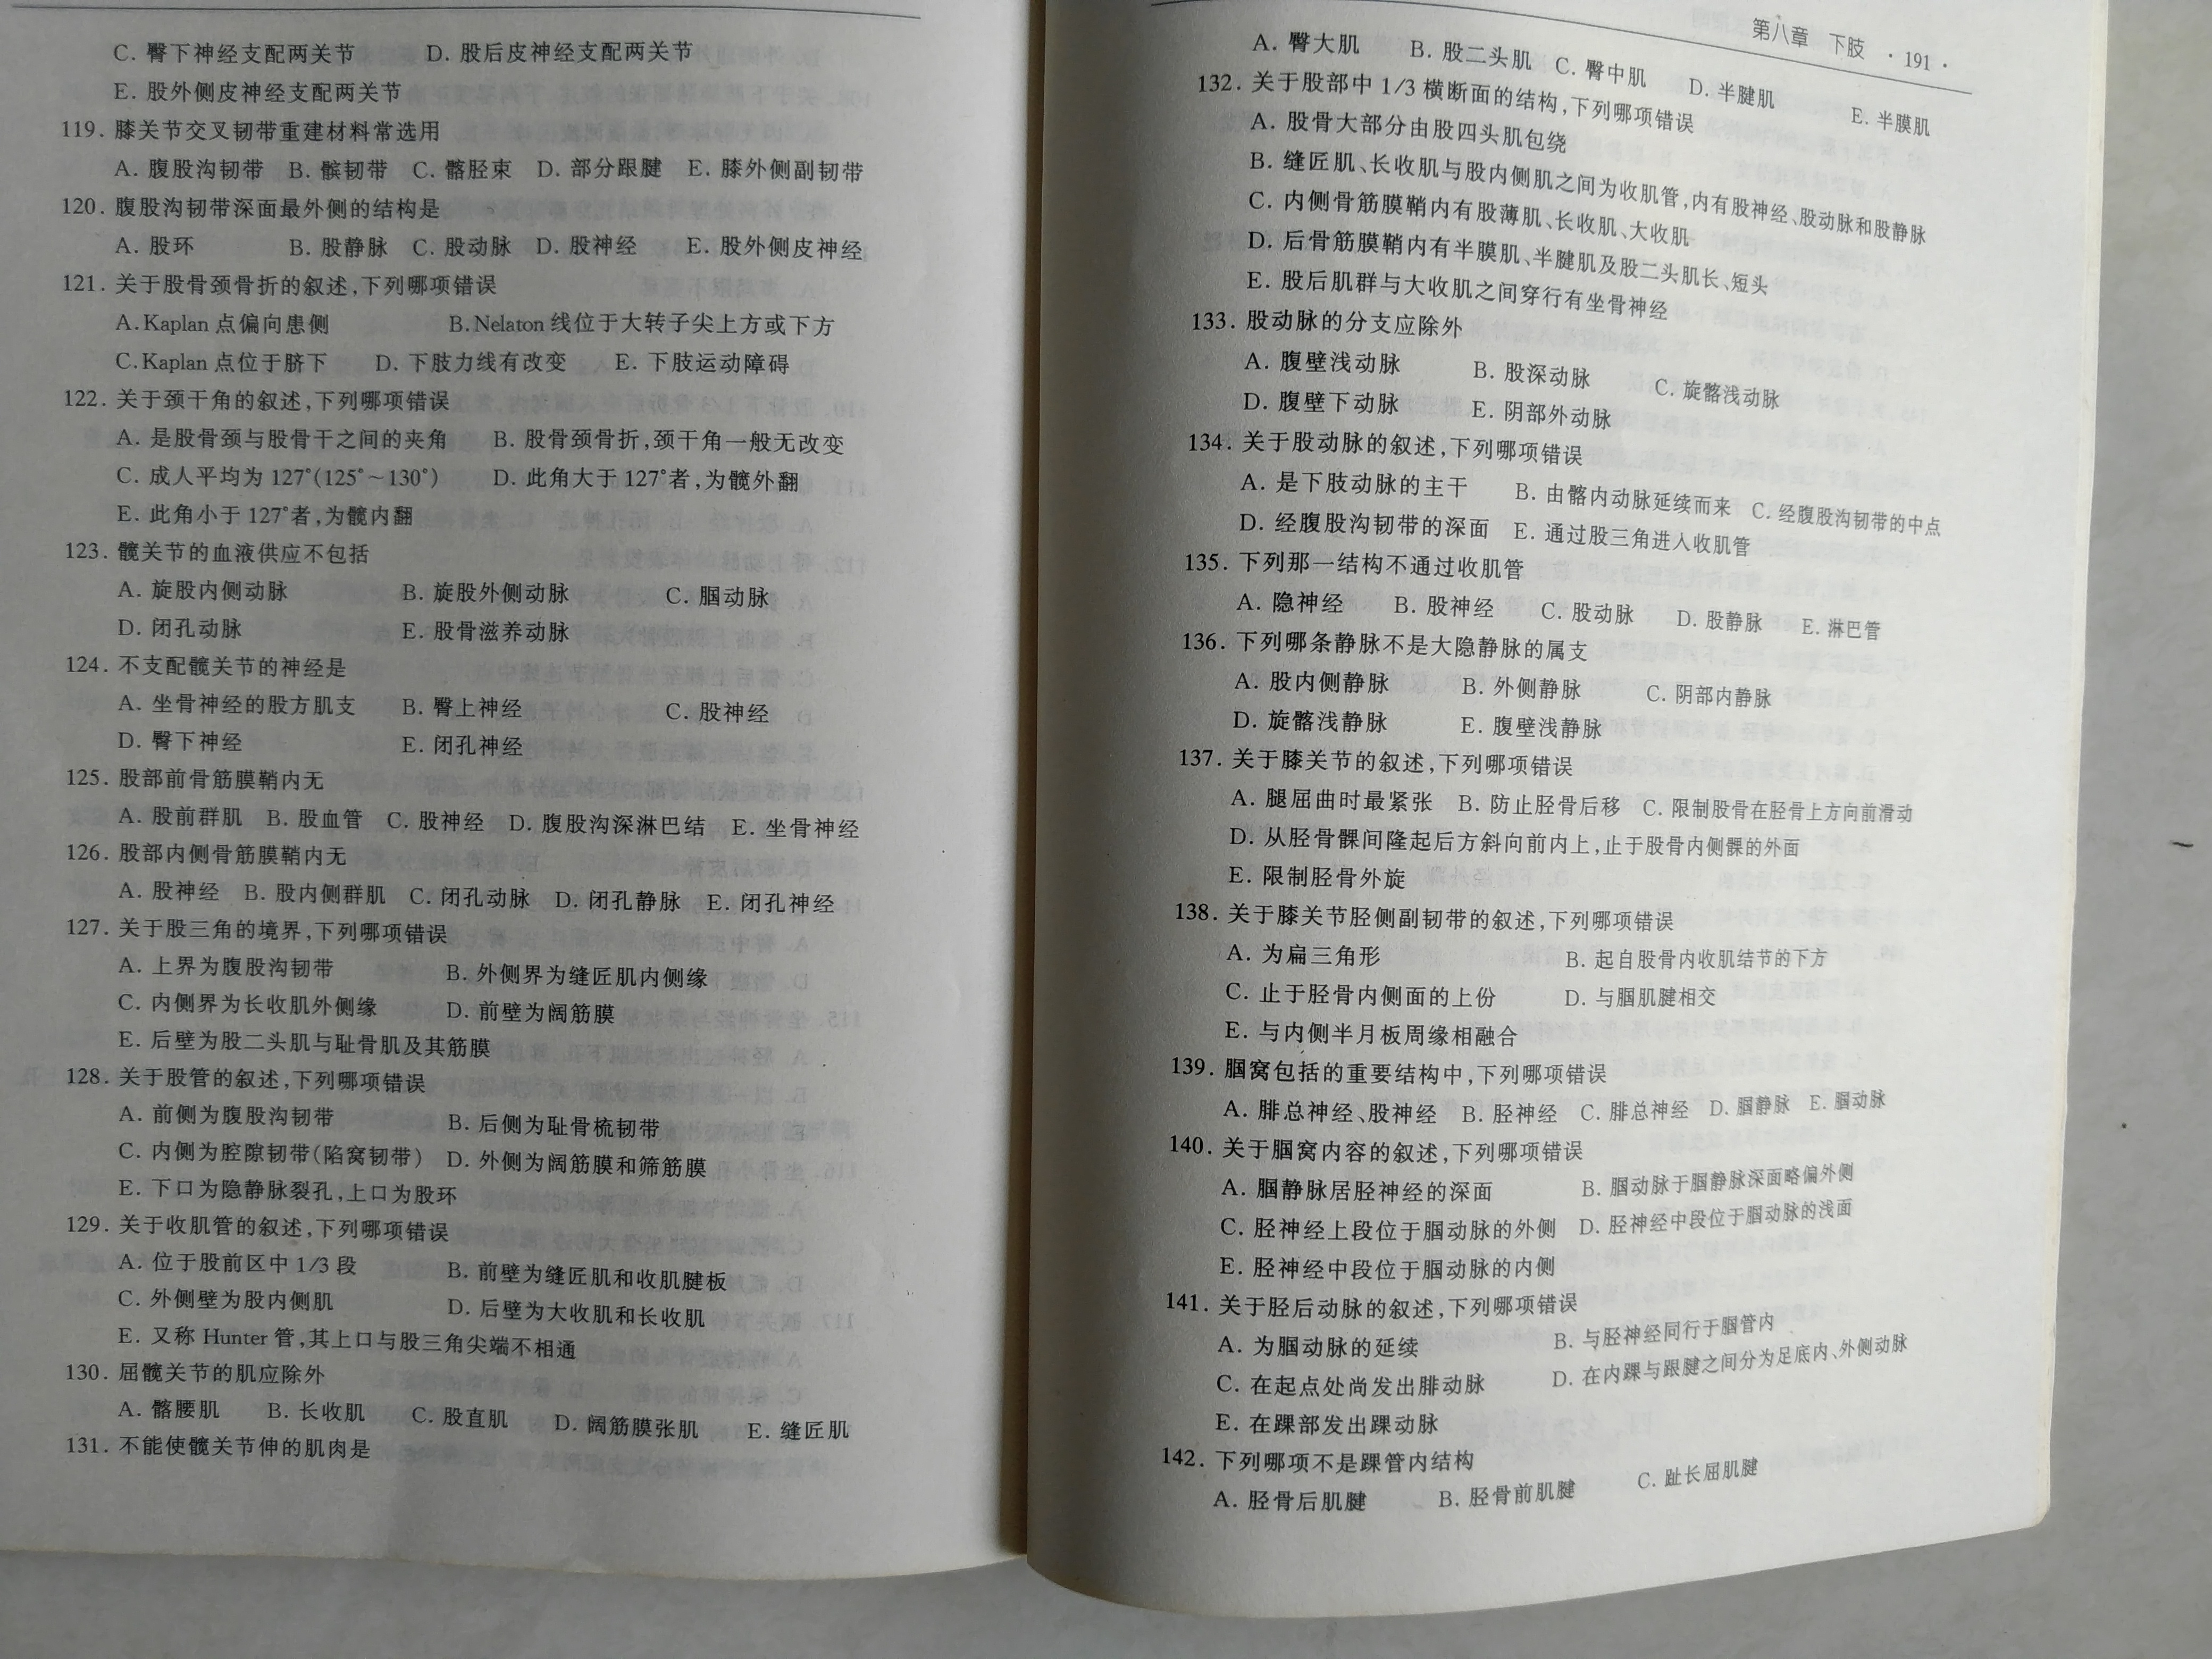 C. 臀下神经支配两关节 D. 股后皮神经支配两关节
E. 股外侧皮神经支配两关节
119. 膝关节交叉韧带重建材料常选用
A. 腹股沟韧带 B. 髌韧带 C. 髂胫束 D. 部分跟腱 E. 膝外侧副韧带
120. 腹股沟韧带深面最外侧的结构是
A. 股环 B. 股静脉 C. 股动脉 D. 股神经 E. 股外侧皮神经
121. 关于股骨颈骨折的叙述,下列哪项错误
A.Kaplan 点偏向患侧 B.Nelaton 线位于大转子尖上方或下方
C.Kaplan 点位于脐下 D. 下肢力线有改变 E. 下肢运动障碍
122. 关于颈干角的叙述,下列哪项错误
A. 是股骨颈与股骨干之间的夹角 B. 股骨颈骨折,颈干角一般无改变
C. 成人平均为 127°(125°～130°) D. 此角大于 127°者,为髋外翻
E. 此角小于 127°者,为髋内翻
123. 髋关节的血液供应不包括
A. 旋股内侧动脉 B. 旋股外侧动脉 C. 腘动脉
D. 闭孔动脉 E. 股骨滋养动脉
124. 不支配髋关节的神经是
A. 坐骨神经的股方肌支 B. 臀上神经 C. 股神经
D. 臀下神经 E. 闭孔神经
125. 股部前骨筋膜鞘内无
A. 股前群肌 B. 股血管 C. 股神经 D. 腹股沟深淋巴结 E. 坐骨神经
126. 股部内侧骨筋膜鞘内无
A. 股神经 B. 股内侧群肌 C. 闭孔动脉 D. 闭孔静脉 E. 闭孔神经
127. 关于股三角的境界,下列哪项错误
A. 上界为腹股沟韧带 B. 外侧界为缝匠肌内侧缘
C. 内侧界为长收肌外侧缘 D. 前壁为阔筋膜
E. 后壁为股二头肌与耻骨肌及其筋膜
128. 关于股管的叙述,下列哪项错误
A. 前侧为腹股沟韧带 B. 后侧为耻骨梳韧带
C. 内侧为腔隙韧带(陷窝韧带) D. 外侧为阔筋膜和筛筋膜
E. 下口为隐静脉裂孔,上口为股环
129. 关于收肌管的叙述,下列哪项错误
A. 位于股前区中 1/3 段 B. 前壁为缝匠肌和收肌腱板
C. 外侧壁为股内侧肌 D. 后壁为大收肌和长收肌
E. 又称 Hunter 管,其上口与股三角尖端不相通
130. 屈髋关节的肌应除外
A. 髂腰肌 B. 长收肌 C. 股直肌 D. 阔筋膜张肌 E. 缝匠肌
131. 不能使髋关节伸的肌肉是
第八章 下肢 · 191 ·
A. 臀大肌 B. 股二头肌 C. 臀中肌 D. 半腱肌 E. 半膜肌
132. 关于股部中 1/3 横断面的结构,下列哪项错误
A. 股骨大部分由股四头肌包绕
B. 缝匠肌、长收肌与股内侧肌之间为收肌管,内有股神经、股动脉和股静脉
C. 内侧骨筋膜鞘内有股薄肌、长收肌、大收肌
D. 后骨筋膜鞘内有半膜肌、半腱肌及股二头肌长、短头
E. 股后肌群与大收肌之间穿行有坐骨神经
133. 股动脉的分支应除外
A. 腹壁浅动脉 B. 股深动脉 C. 旋髂浅动脉
D. 腹壁下动脉 E. 阴部外动脉
134. 关于股动脉的叙述,下列哪项错误
A. 是下肢动脉的主干 B. 由髂内动脉延续而来 C. 经腹股沟韧带的中点
D. 经腹股沟韧带的深面 E. 通过股三角进入收肌管
135. 下列那一结构不通过收肌管
A. 隐神经 B. 股神经 C. 股动脉 D. 股静脉 E. 淋巴管
136. 下列哪条静脉不是大隐静脉的属支
A. 股内侧静脉 B. 外侧静脉 C. 阴部内静脉
D. 旋髂浅静脉 E. 腹壁浅静脉
137. 关于膝关节的叙述,下列哪项错误
A. 腿屈曲时最紧张 B. 防止胫骨后移 C. 限制股骨在胫骨上方向前滑动
D. 从胫骨髁间隆起后方斜向前内上,止于股骨内侧髁的外面
E. 限制胫骨外旋
138. 关于膝关节胫侧副韧带的叙述,下列哪项错误
A. 为扁三角形 B. 起自股骨内收肌结节的下方
C. 止于胫骨内侧面的上份 D. 与腘肌腱相交
E. 与内侧半月板周缘相融合
139. 腘窝包括的重要结构中,下列哪项错误
A. 腓总神经、股神经 B. 胫神经 C. 腓总神经 D. 腘静脉 E. 腘动脉
140. 关于腘窝内容的叙述,下列哪项错误
A. 腘静脉居胫神经的深面 B. 腘动脉于腘静脉深面略偏外侧
C. 胫神经上段位于腘动脉的外侧 D. 胫神经中段位于腘动脉的浅面
E. 胫神经中段位于腘动脉的内侧
141. 关于胫后动脉的叙述,下列哪项错误
A. 为腘动脉的延续 B. 与胫神经同行于腘管内
C. 在起点处尚发出腓动脉 D. 在内踝与跟腱之间分为足底内、外侧动脉
E. 在踝部发出踝动脉
142. 下列哪项不是踝管内结构
A. 胫骨后肌腱 B. 胫骨前肌腱 C. 趾长屈肌腱